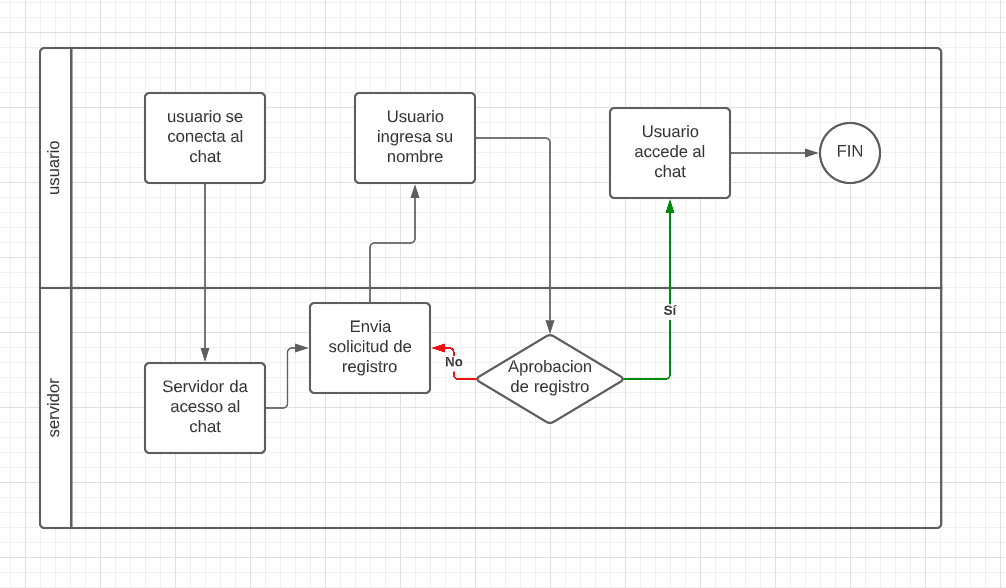 usuario
usuario se
conecta al
chat
Usuario
ingresa su
nombre
Usuario
accede al
chat
FIN
servidor
Servidor da
acesso al
chat
Envia
solicitud de
registro
No
Aprobacion
de registro
Sí